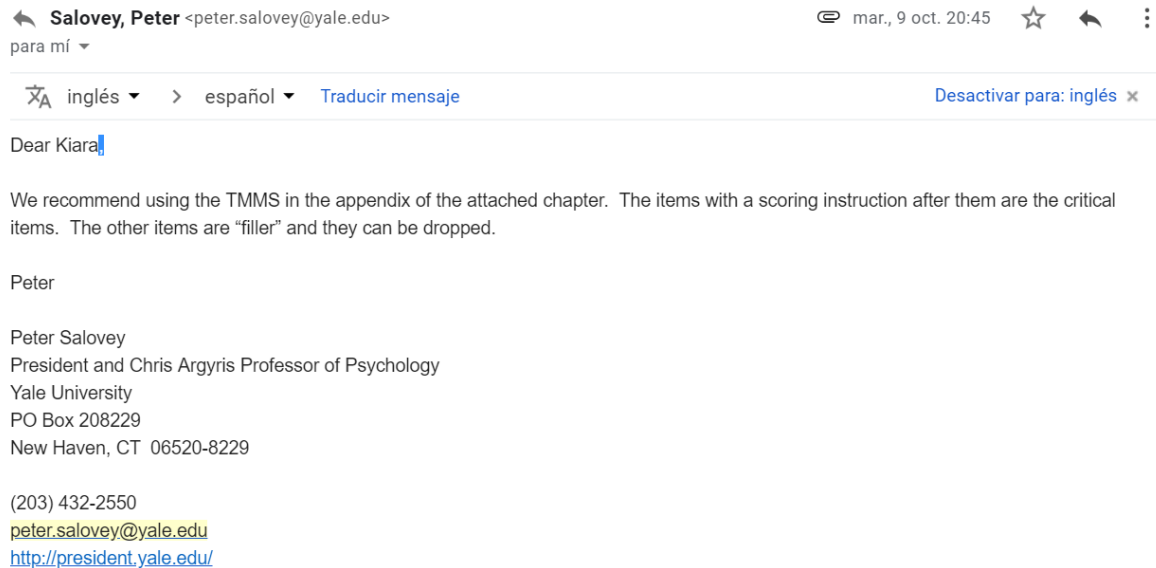 Salovey, Peter <peter.salovey@yale.edu> mar., 9 oct. 20:45
para mí
inglés > español Traducir mensaje Desactivar para: inglés ×
Dear Kiara,
We recommend using the TMMS in the appendix of the attached chapter.  The items with a scoring instruction after them are the critical
items.  The other items are “filler” and they can be dropped.
Peter
Peter Salovey
President and Chris Argyris Professor of Psychology
Yale University
PO Box 208229
New Haven, CT  06520-8229
(203) 432-2550
peter.salovey@yale.edu
http://president.yale.edu/